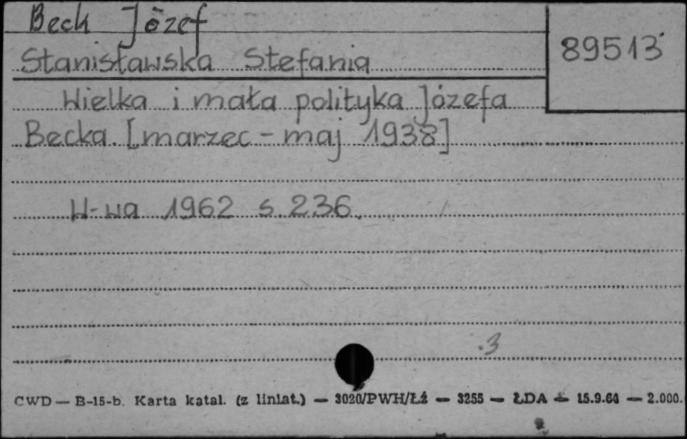 Beck Józef
Stanisławska Stefania
89513
Wielka i mała polityka Józefa
Becka. [marzec - maj 1938]
W-wa 1962 s. 236.
.3
CWD — B-15-b. Karta katal. (z liniat.) — 3020/PWH/Łż — 3255 — ŁDA — 15.9.64 — 2.000.